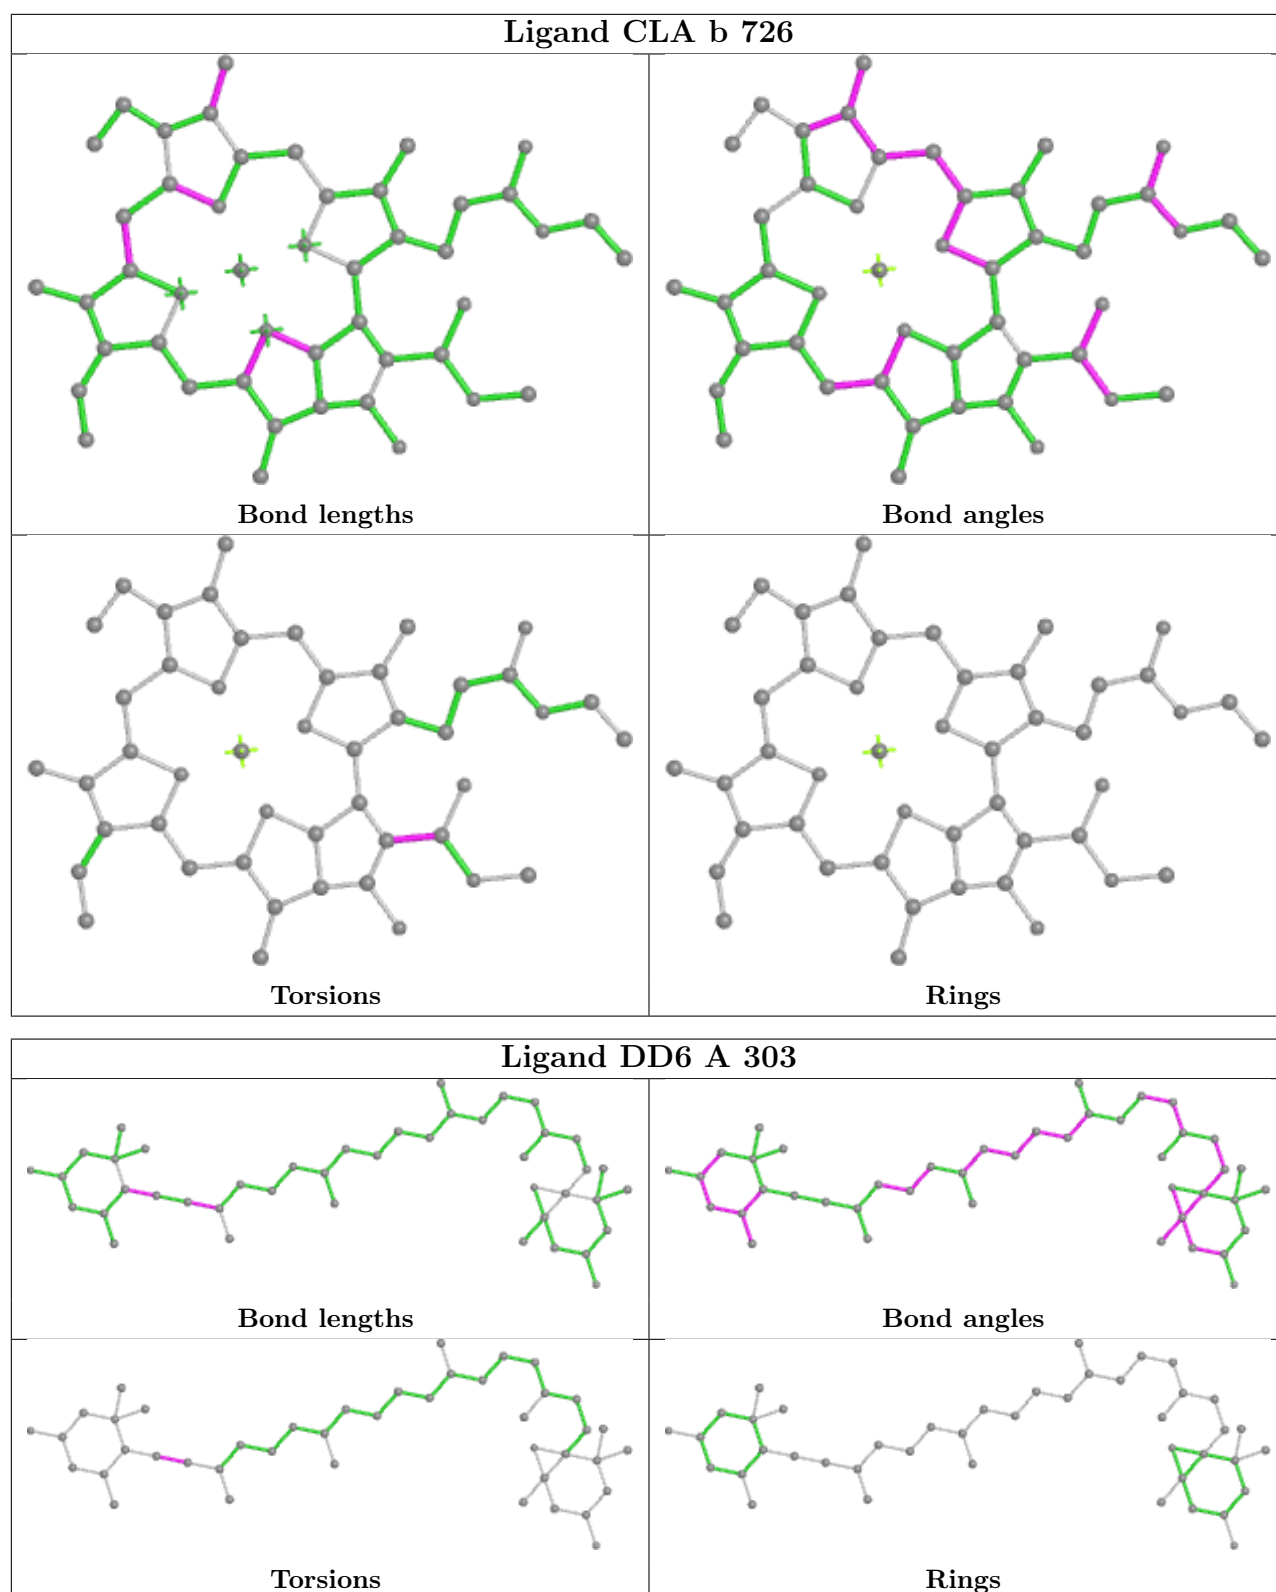 Ligand CLA b 726
Bond lengths
Bond angles
Torsions
Rings
Ligand DD6 A 303
Bond lengths
Bond angles
Torsions
Rings